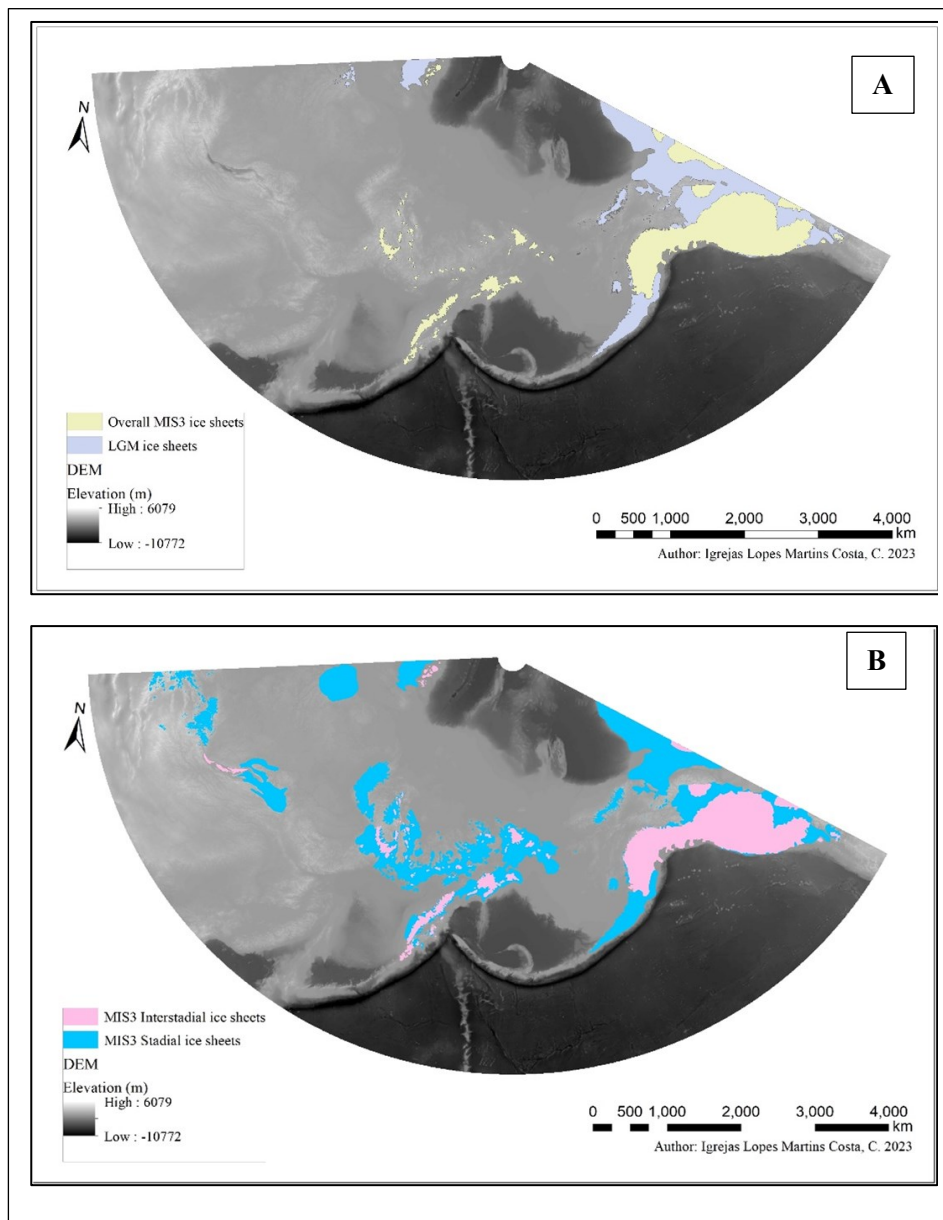 A
N
Overall MIS3 ice sheets
LGM ice sheets
DEM
Elevation (m)
High : 6079
Low : -10772
0 500 1,000 2,000 3,000 4,000
km
Author: Igrejas Lopes Martins Costa, C. 2023
B
N
MIS3 Interstadial ice sheets
MIS3 Stadial ice sheets
DEM
Elevation (m)
High : 6079
Low : -10772
0 500 1,000 2,000 3,000 4,000
km
Author: Igrejas Lopes Martins Costa, C. 2023